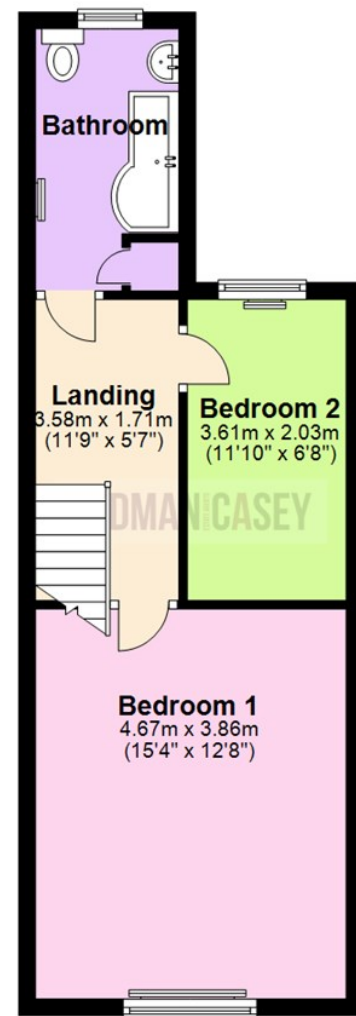 Bathroom
Landing
3.58m x 1.71m
(11'9" x 5'7")
Bedroom 2
3.61m x 2.03m
(11'10" x 6'8")
DMAN CASEY
Bedroom 1
4.67m x 3.86m
(15'4" x 12'8")